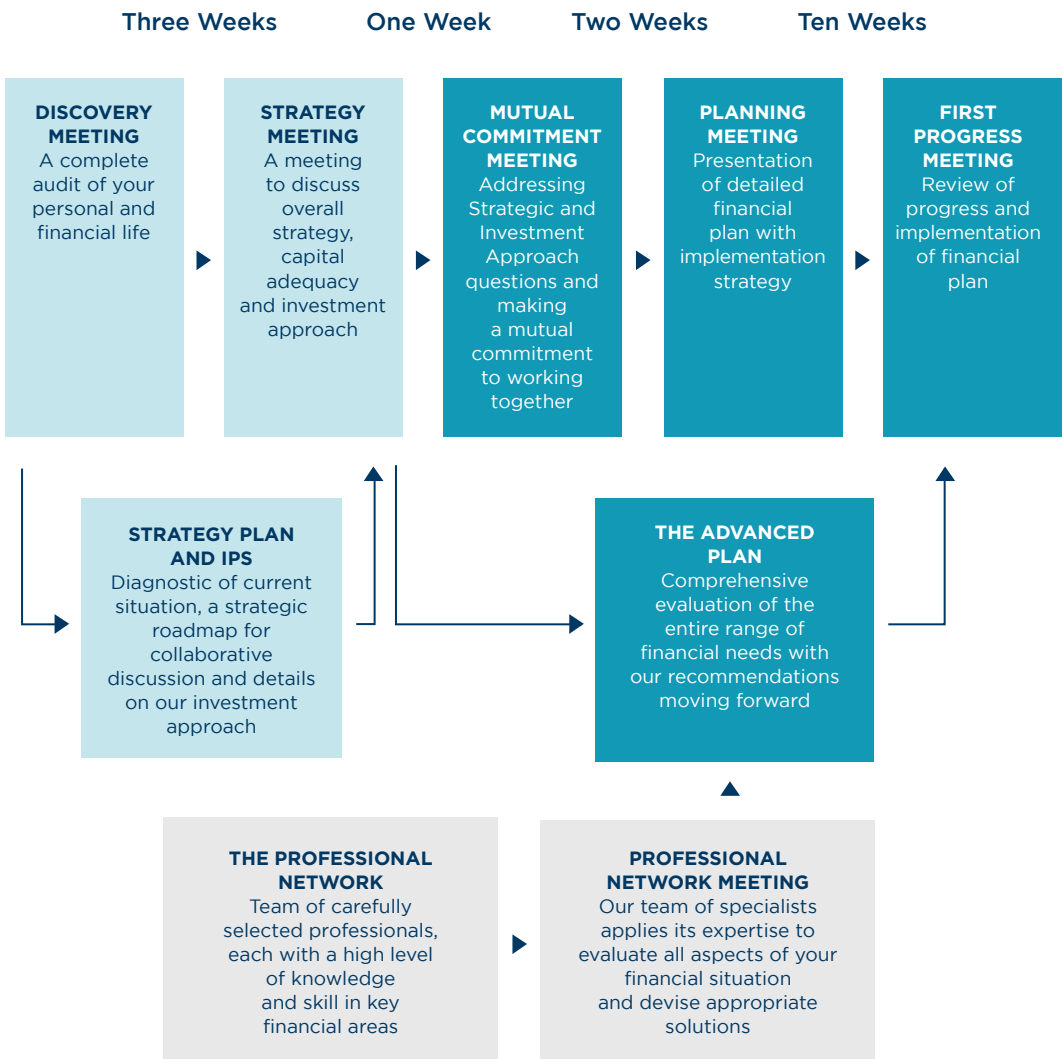 Three Weeks
One Week
Two Weeks
Ten Weeks
DISCOVERY
MEETING
A complete
audit of your
personal and
financial life
STRATEGY
MEETING
A meeting
to discuss
overall
strategy,
capital
adequacy
and investment
approach
MUTUAL
COMMITMENT
MEETING
Addressing
Strategic and
Investment
Approach
questions and
making
a mutual
commitment
to working
together
PLANNING
MEETING
Presentation
of detailed
financial
plan with
implementation
strategy
FIRST
PROGRESS
MEETING
Review of
progress and
implementation
of financial
plan
STRATEGY PLAN
AND IPS
Diagnostic of current
situation, a strategic
roadmap for
collaborative
discussion and details
on our investment
approach
THE ADVANCED
PLAN
Comprehensive
evaluation of the
entire range of
financial needs with
our recommendations
moving forward
THE PROFESSIONAL
NETWORK
Team of carefully
selected professionals,
each with a high level
of knowledge
and skill in key
financial areas
PROFESSIONAL
NETWORK MEETING
Our team of specialists
applies its expertise to
evaluate all aspects of your
financial situation
and devise appropriate
solutions